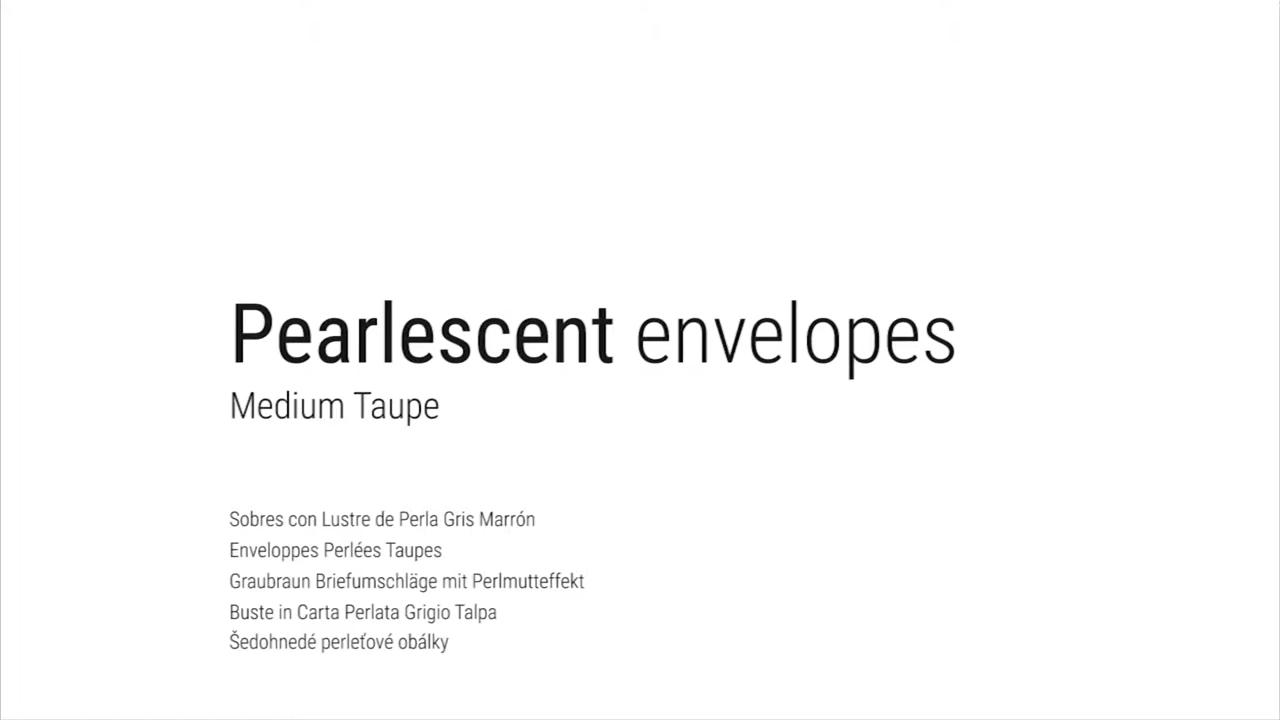 Pearlescent envelopes
Medium Taupe
Sobres con Lustre de Perla Gris Marrón
Enveloppes Perlées Taupes
Graubraun Briefumschläge mit Perlmutteffekt
Buste in Carta Perlata Grigio Talpa
Šedohnedé perleťové obálky